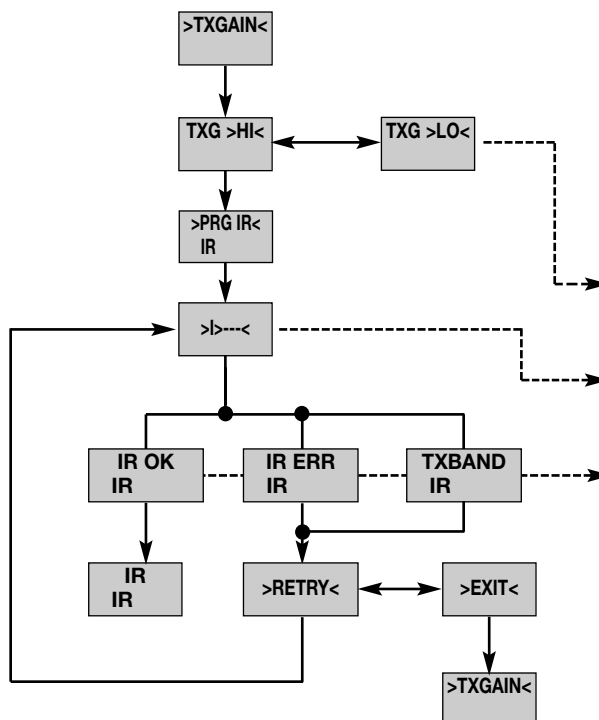 >TXGAIN<
TXG >HI<
TXG >LO<
>PRG IR<
IR
>I>---<
IR OK
IR
IR ERR
IR
TXBAND
IR
IR
IR
>RETRY<
>EXIT<
>TXGAIN<